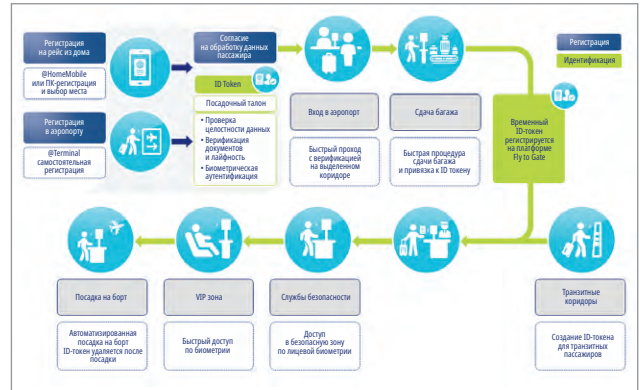 Регистрация
на рейс из дома
@HomeMobile
или ПК-регистрация
и выбор места
Регистрация
в аэропорту
@Terminal
самостоятельная
регистрация
Согласие
на обработку данных
пассажира
ID Token
Посадочный талон
• Проверка
целостности данных
• Верификация
документов
и лайфность
• Биометрическая
аутентификация
Вход в аэропорт
Быстрый проход
с верификацией
на выделенном
коридоре
Сдача багажа
Быстрая процедура
сдачи багажа
и привязка к ID токену
Регистрация
Идентификация
Временный
ID-токен
регистрируется
на платформе
Fly to Gate
Посадка на борт
Автоматизированная
посадка на борт
ID-токен удаляется после
посадки
VIP зона
Быстрый доступ
по биометрии
Службы безопасности
Доступ
в безопасную зону
по лицевой биометрии
Транзитные
коридоры
Создание ID-токена
для транзитных
пассажиров